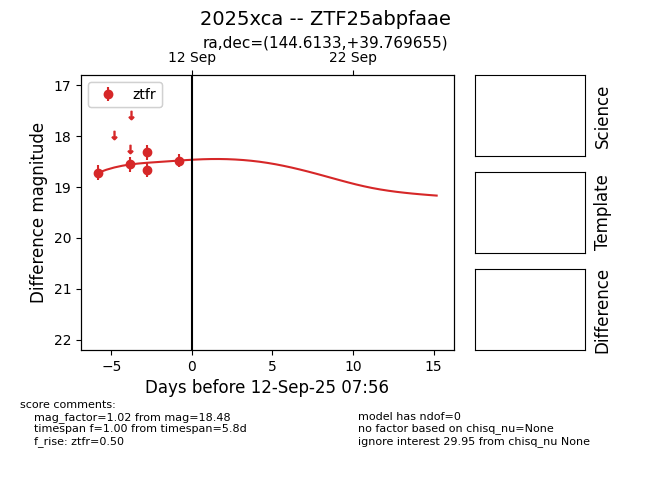 2025xca -- ZTF25abpfaae
ra,dec=(144.6133,+39.769655)
12 Sep
22 Sep
ztfr
17
18
19
20
21
22
Difference magnitude
−5
0
5
10
15
Days before 12-Sep-25 07:56
Science
Template
Difference
score comments:
mag_factor=1.02 from mag=18.48
timespan f=1.00 from timespan=5.8d
f_rise: ztfr=0.50
model has ndof=0
no factor based on chisq_nu=None
ignore interest 29.95 from chisq_nu None